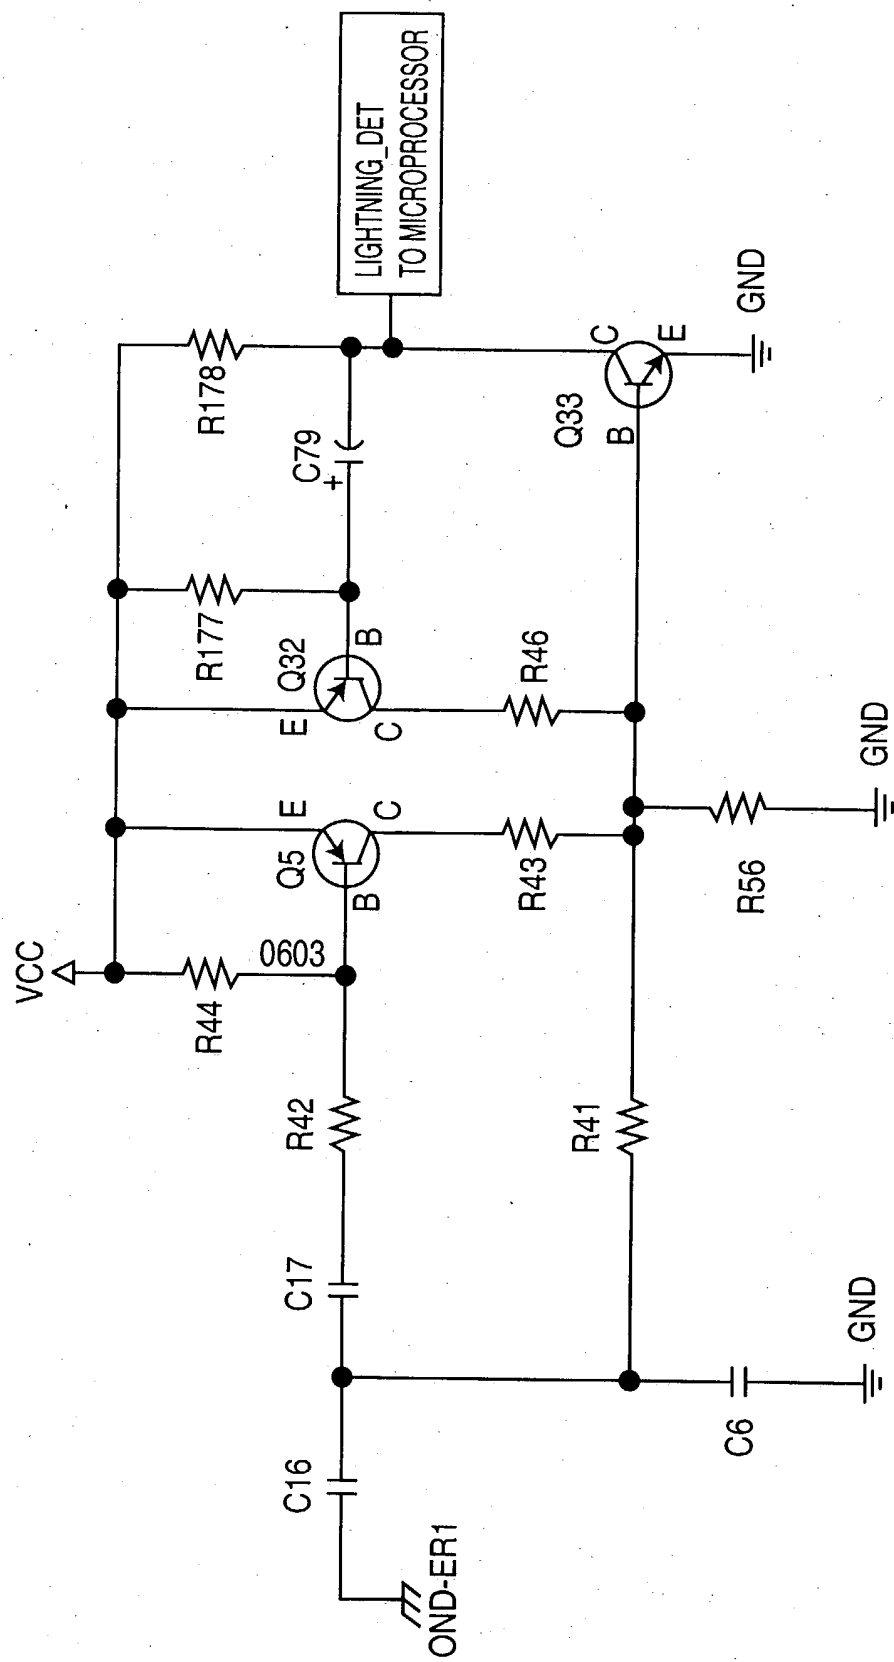 VCC
R44
0603
Q5
B
E
C
R43
R42
C17
C16
OND-ER1
R41
C6
GND
R56
GND
E
Q32
B
C
R46
R177
C79
+
R178
LIGHTNING_DET
TO MICROPROCESSOR
Q33
B
C
E
GND